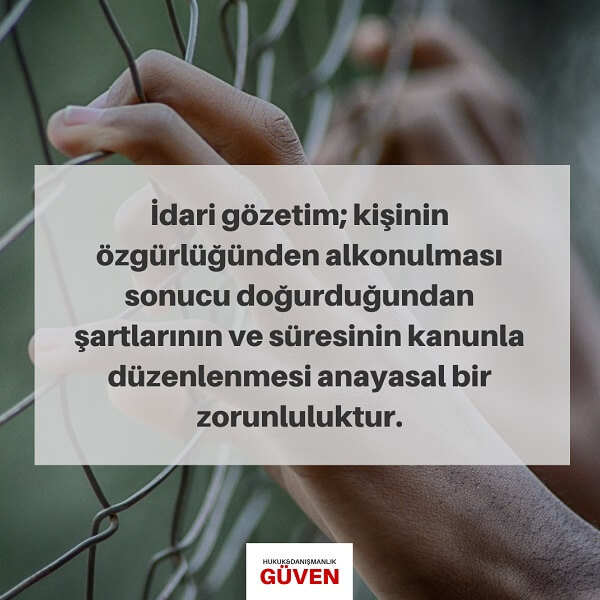 İdari gözetim; kişinin
özgürlüğünden alkonulması
sonucu doğurduğundan
şartlarının ve süresinin kanunla
düzenlenmesi anayasal bir
zorunluluktur.
HUKUK&DANIŞMANLIK
GÜVEN